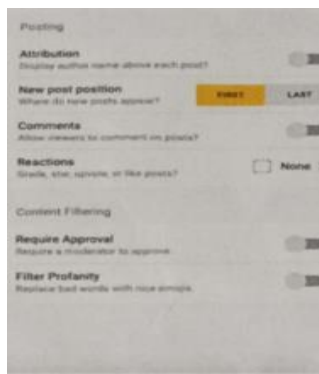 Posting
Attribution
Display author name above each post?
New post position
Where do new posts appear?
FIRST LAST
Comments
Allow viewers to comment on posts?
Reactions
Grade, star, upvote, or like posts?
None
Content Filtering
Require Approval
Require a moderator to approve
Filter Profanity
Replace bad words with nice emojis.